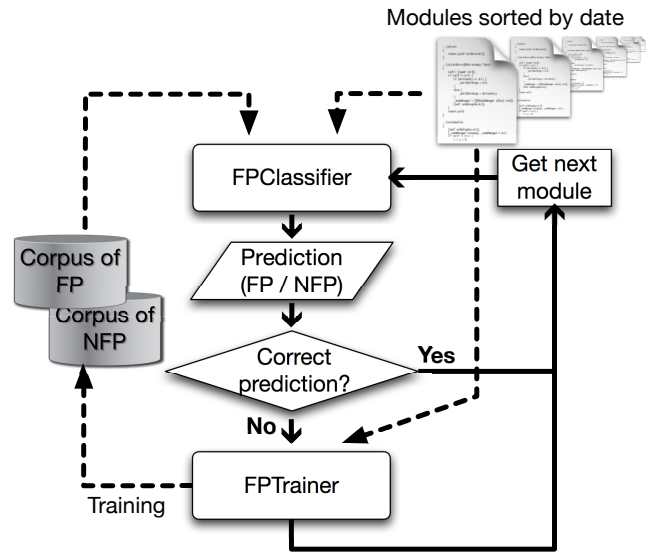 Modules sorted by date
FPClassifier
Get next
module
Prediction
(FP / NFP)
Corpus of
FP
Corpus of
NFP
Correct
prediction?
Yes
No
FPTrainer
Training